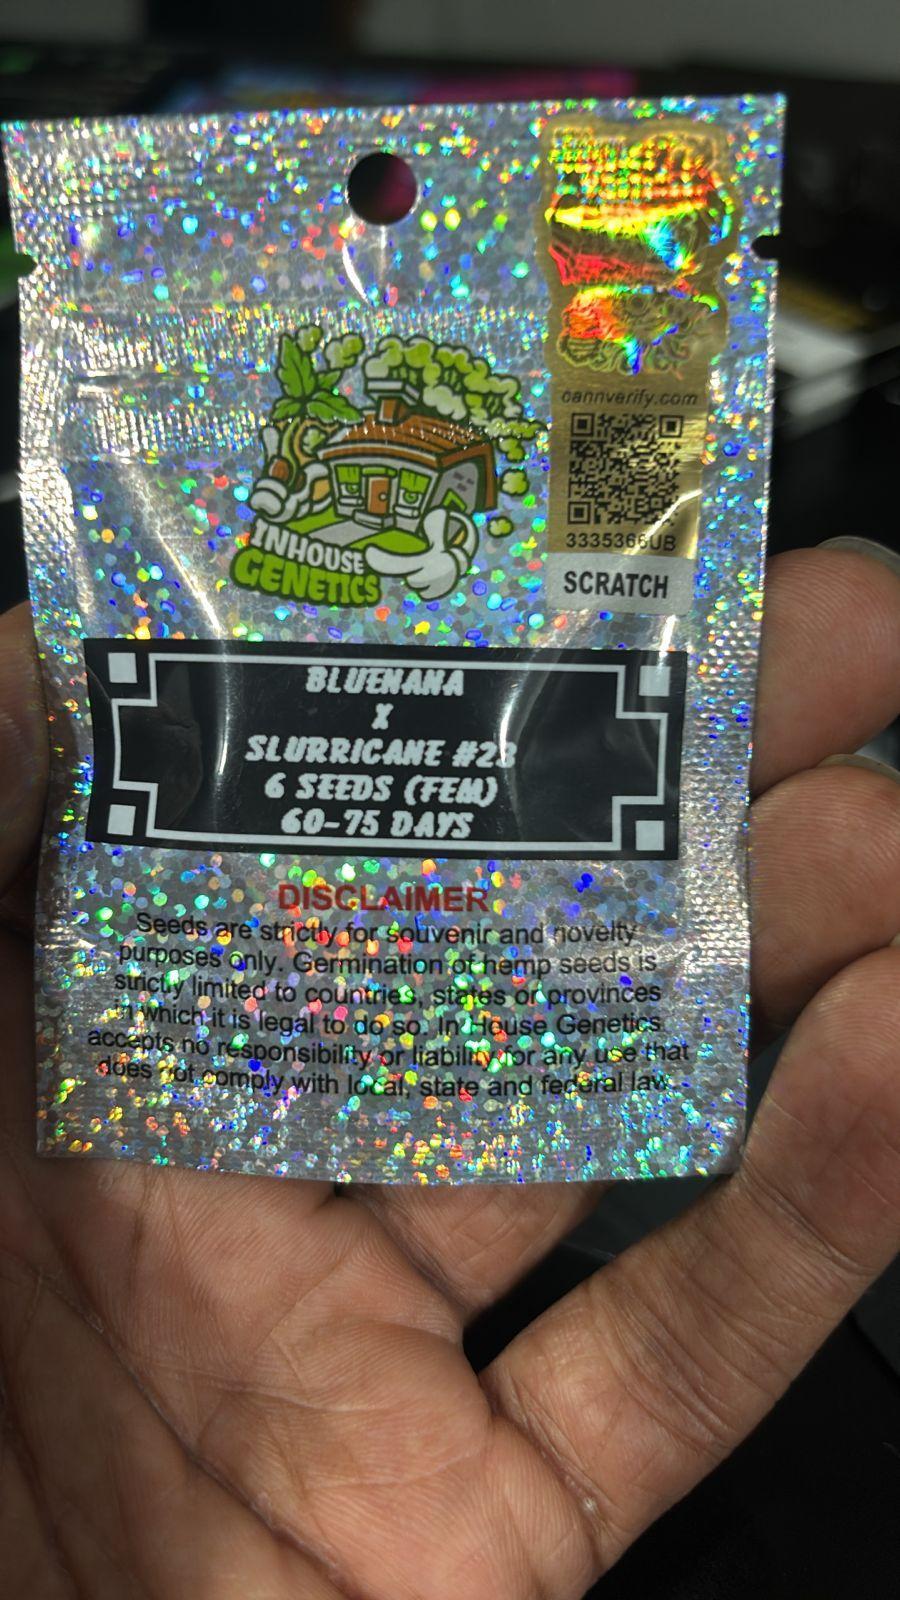 cannverify.com
3335366UB
SCRATCH
INHOUSE
GENETICS
BLUENANA
X
SLURRICANE #23
6 SEEDS (FEM)
60-75 DAYS
DISCLAIMER
Seeds are strictly for souvenir and novelty
purposes only. Germination of hemp seeds is
strictly limited to countries, states or provinces
in which it is legal to do so. In House Genetics
accepts no responsibility or liability for any use that
does not comply with local, state and federal law.